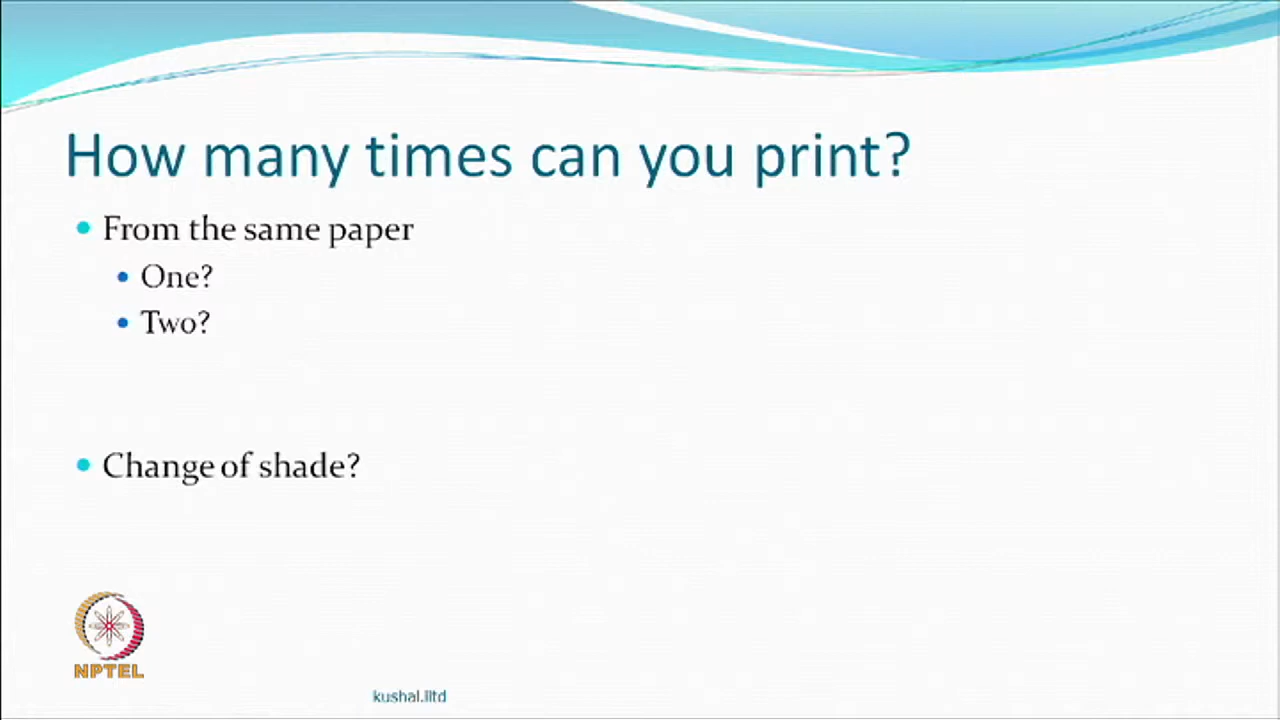 How many times can you print?
From the same paper
One?
Two?
Change of shade?
NPTEL
kushal.iitd